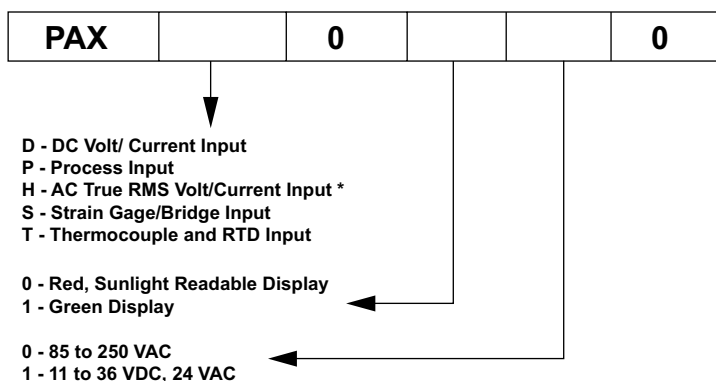 PAX 0 0
D - DC Volt/ Current Input
P - Process Input
H - AC True RMS Volt/Current Input *
S - Strain Gage/Bridge Input
T - Thermocouple and RTD Input
0 - Red, Sunlight Readable Display
1 - Green Display
0 - 85 to 250 VAC
1 - 11 to 36 VDC, 24 VAC